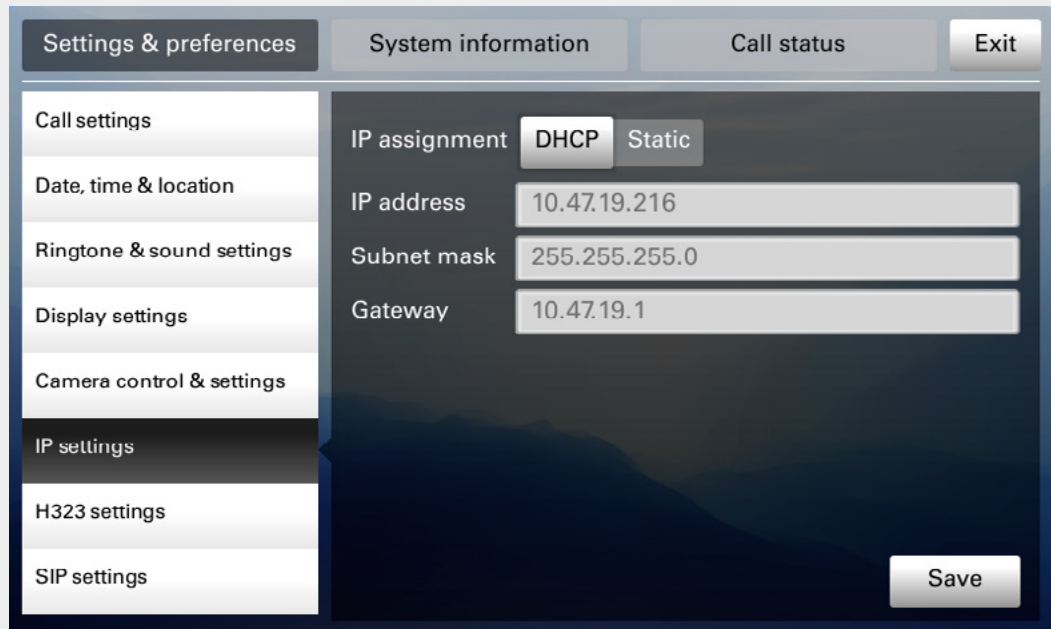 Settings & preferences System information Call status Exit
Call settings
Date, time & location
Ringtone & sound settings
Display settings
Camera control & settings
IP settings
H323 settings
SIP settings
IP assignment DHCP Static
IP address 10.47.19.216
Subnet mask 255.255.255.0
Gateway 10.47.19.1
Save